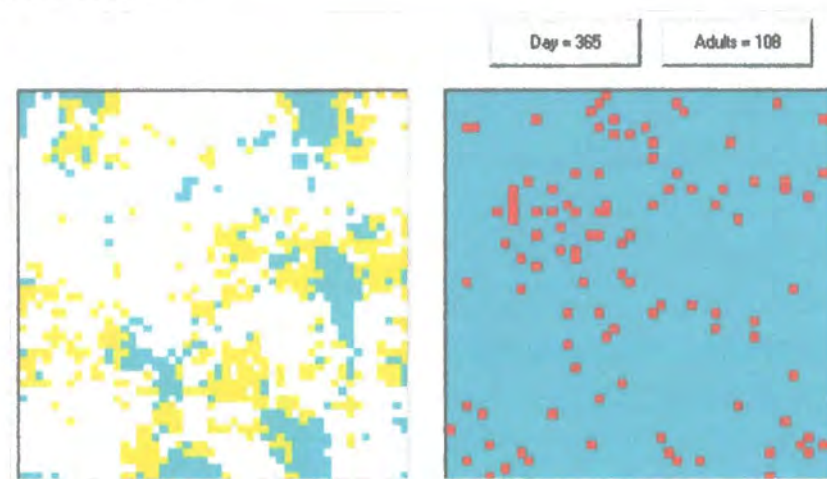 Day = 365
Adults = 108